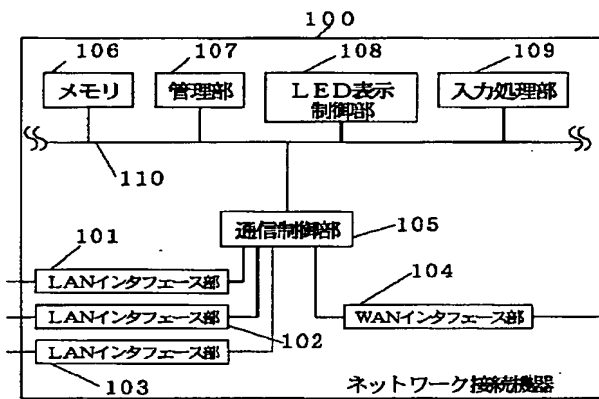 100
106
107
108
109
メモリ
管理部
LED表示
制御部
入力処理部
110
通信制御部
105
101
LANインタフェース部
104
LANインタフェース部
102
WANインタフェース部
LANインタフェース部
103
ネットワーク接続機器